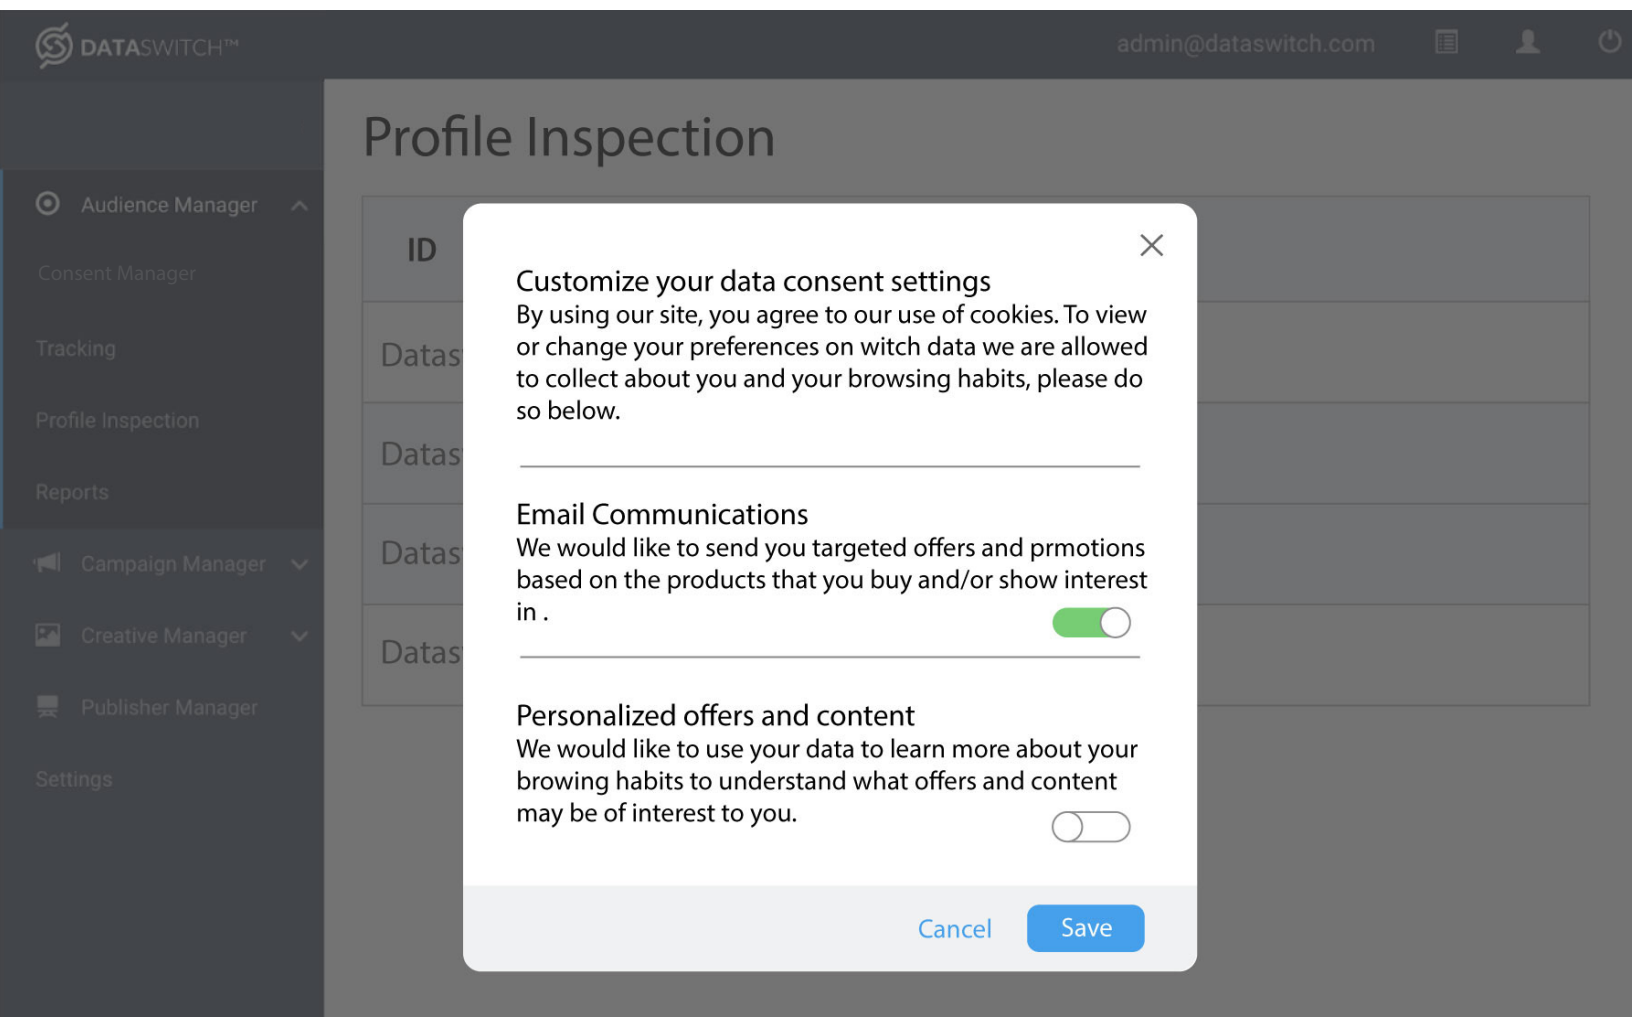 DATASWITCH™
admin@dataswitch.com
Profile Inspection
Audience Manager
Consent Manager
Tracking
Profile Inspection
Reports
Campaign Manager
Creative Manager
Publisher Manager
Settings
ID
Datas
Datas
Datas
Datas
Customize your data consent settings
By using our site, you agree to our use of cookies. To view
or change your preferences on witch data we are allowed
to collect about you and your browsing habits, please do
so below.
Email Communications
We would like to send you targeted offers and prmotions
based on the products that you buy and/or show interest
in .
Personalized offers and content
We would like to use your data to learn more about your
browing habits to understand what offers and content
may be of interest to you.
Cancel
Save